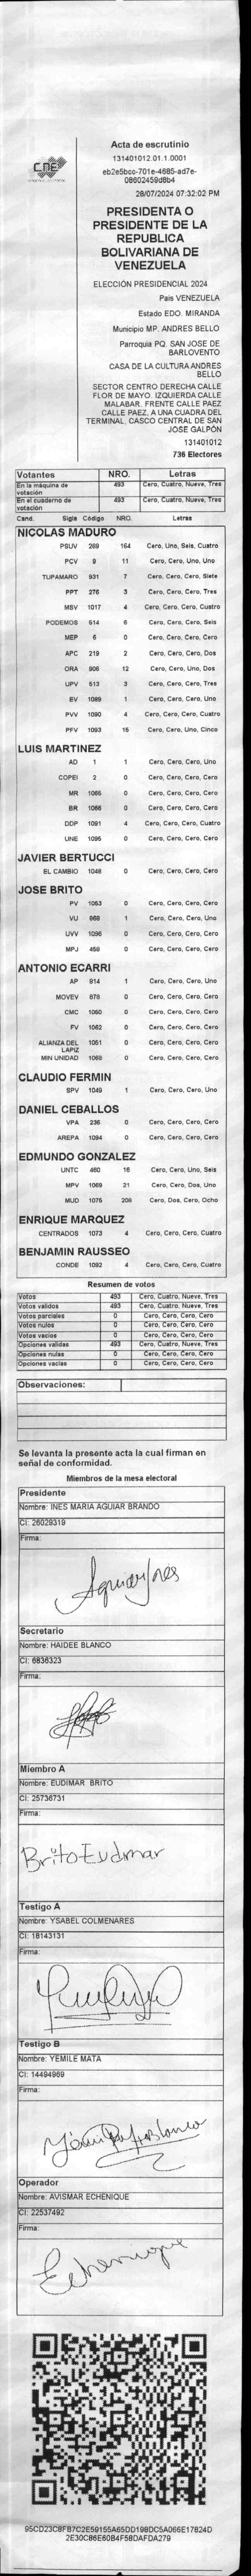 CNE
Acta de escrutinio
131401012.01.1.0001
eb2e5bcc-701e-4685-ad7e-
08602459d6b4
28/07/2024 07:32:02 PM
PRESIDENTA O
PRESIDENTE DE LA
REPUBLICA
BOLIVARIANA DE
VENEZUELA
ELECCIÓN PRESIDENCIAL 2024
Pais VENEZUELA
Estado EDO. MIRANDA
Municipio MP. ANDRES BELLO
Parroquia PQ. SAN JOSE DE
BARLOVENTO
CASA DE LA CULTURA ANDRES
BELLO
SECTOR CENTRO DERECHA CALLE
FLOR DE MAYO. IZQUIERDA CALLE
MALABAR. FRENTE CALLE PAEZ
CALLE PAEZ, A UNA CUADRA DEL
TERMINAL, CASCO CENTRAL DE SAN
JOSE GALPÓN
131401012
736 Electores
Votantes NRO. Letras
En la máquina de votación 493 Cero, Cuatro, Nueve, Tres
En el cuaderno de votación 493 Cero, Cuatro, Nueve, Tres
Cand. Sigla Código NRO. Letras
NICOLAS MADURO
PSUV 269 164 Cero, Uno, Seis, Cuatro
PCV 9 11 Cero, Cero, Uno, Uno
TUPAMARO 931 7 Cero, Cero, Cero, Siete
PPT 276 3 Cero, Cero, Cero, Tres
MSV 1017 4 Cero, Cero, Cero, Cuatro
PODEMOS 514 6 Cero, Cero, Cero, Seis
MEP 6 0 Cero, Cero, Cero, Cero
APC 219 2 Cero, Cero, Cero, Dos
ORA 906 12 Cero, Cero, Uno, Dos
UPV 513 3 Cero, Cero, Cero, Tres
EV 1089 1 Cero, Cero, Cero, Uno
PVV 1090 4 Cero, Cero, Cero, Cuatro
PFV 1093 15 Cero, Cero, Uno, Cinco
LUIS MARTINEZ
AD 1 1 Cero, Cero, Cero, Uno
COPEI 2 0 Cero, Cero, Cero, Cero
MR 1065 0 Cero, Cero, Cero, Cero
BR 1066 0 Cero, Cero, Cero, Cero
DDP 1091 4 Cero, Cero, Cero, Cuatro
UNE 1095 0 Cero, Cero, Cero, Cero
JAVIER BERTUCCI
EL CAMBIO 1048 0 Cero, Cero, Cero, Cero
JOSE BRITO
PV 1053 0 Cero, Cero, Cero, Cero
VU 868 1 Cero, Cero, Cero, Uno
UVV 1096 0 Cero, Cero, Cero, Cero
MPJ 459 0 Cero, Cero, Cero, Cero
ANTONIO ECARRI
AP 914 1 Cero, Cero, Cero, Uno
MOVEV 878 0 Cero, Cero, Cero, Cero
CMC 1050 0 Cero, Cero, Cero, Cero
FV 1062 0 Cero, Cero, Cero, Cero
ALIANZA DEL LAPIZ 1051 0 Cero, Cero, Cero, Cero
MIN UNIDAD 1068 0 Cero, Cero, Cero, Cero
CLAUDIO FERMIN
SPV 1049 1 Cero, Cero, Cero, Uno
DANIEL CEBALLOS
VPA 236 0 Cero, Cero, Cero, Cero
AREPA 1094 0 Cero, Cero, Cero, Cero
EDMUNDO GONZALEZ
UNTC 460 16 Cero, Cero, Uno, Seis
MPV 1069 21 Cero, Cero, Dos, Uno
MUD 1075 208 Cero, Dos, Cero, Ocho
ENRIQUE MARQUEZ
CENTRADOS 1073 4 Cero, Cero, Cero, Cuatro
BENJAMIN RAUSSEO
CONDE 1092 4 Cero, Cero, Cero, Cuatro
Resumen de votos
Votos 493 Cero, Cuatro, Nueve, Tres
Votos validos 493 Cero, Cuatro, Nueve, Tres
Votos parciales 0 Cero, Cero, Cero, Cero
Votos nulos 0 Cero, Cero, Cero, Cero
Votos vacios 0 Cero, Cero, Cero, Cero
Opciones validas 493 Cero, Cuatro, Nueve, Tres
Opciones nulas 0 Cero, Cero, Cero, Cero
Opciones vacias 0 Cero, Cero, Cero, Cero
Observaciones:
Se levanta la presente acta la cual firman en
señal de conformidad.
Miembros de la mesa electoral
Presidente
Nombre: INES MARIA AGUIAR BRANDO
CI: 26029319
Firma:
Aguiar Ines
Secretario
Nombre: HAIDEE BLANCO
CI: 6836323
Firma:
Miembro A
Nombre: EUDIMAR BRITO
CI: 25736731
Firma:
Brito Eudimar
Testigo A
Nombre: YSABEL COLMENARES
CI: 18143131
Firma:
Testigo B
Nombre: YEMILE MATA
CI: 14494969
Firma:
Operador
Nombre: AVISMAR ECHENIQUE
CI: 22537492
Firma:
Echenique
95CD23C8FB7C2E59155A65DD198DC5A066E17824D
2E30C86E60B4F58DAFDA279